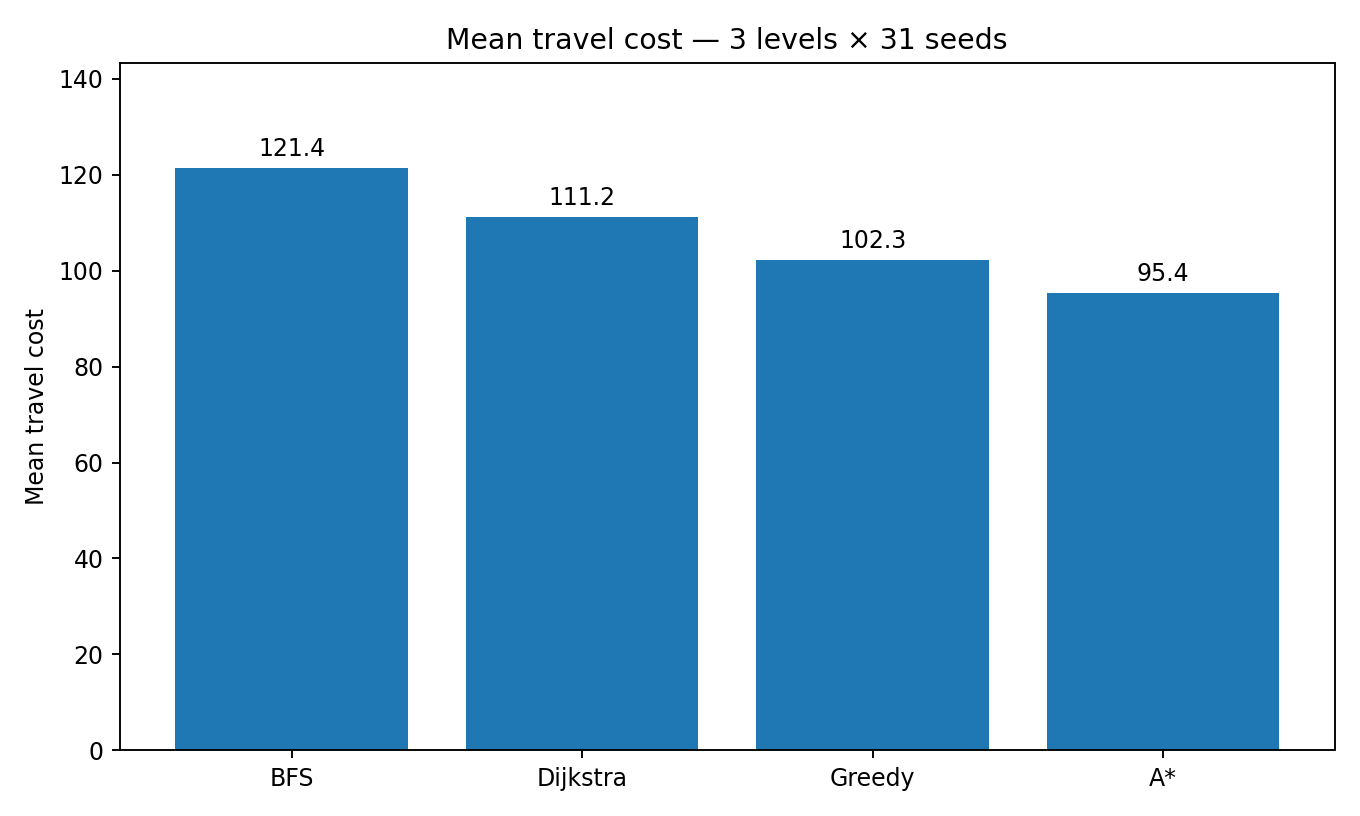 Mean travel cost — 3 levels × 31 seeds
Mean travel cost
140
120
100
80
60
40
20
0
121.4
111.2
102.3
95.4
BFS
Dijkstra
Greedy
A*